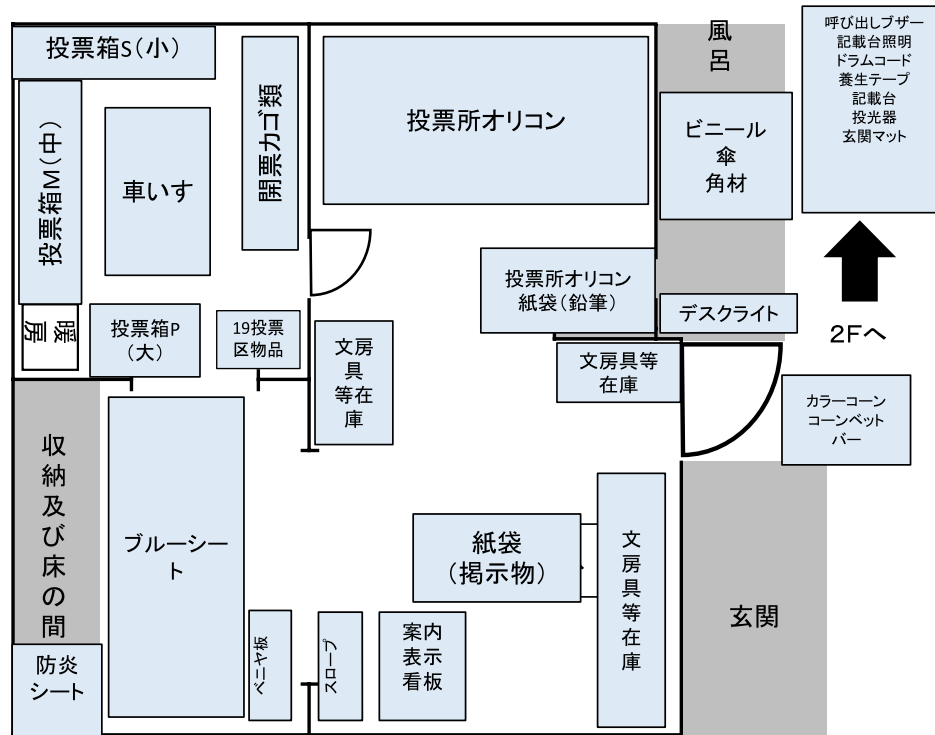 投票箱S（小）
投票箱M（中）
車いす
開票カゴ類
投票所オリコン
風
呂
ビニール
傘
角材
呼び出しブザー
記載台照明
ドラムコード
養生テープ
記載台
投光器
玄関マット
2Fへ
投票所オリコン
紙袋（鉛筆）
デスクライト
暖
房
投票箱P
（大）
19投票
区物品
文房
具
等在
庫
文房具等
在庫
カラーコーン
コーンベット
バー
収
納
及
び
床
の
間
ブルーシー
ト
紙袋
（掲示物）
文
房
具
等
在
庫
玄関
防炎
シート
ベニヤ板
スロープ
案内
表示
看板